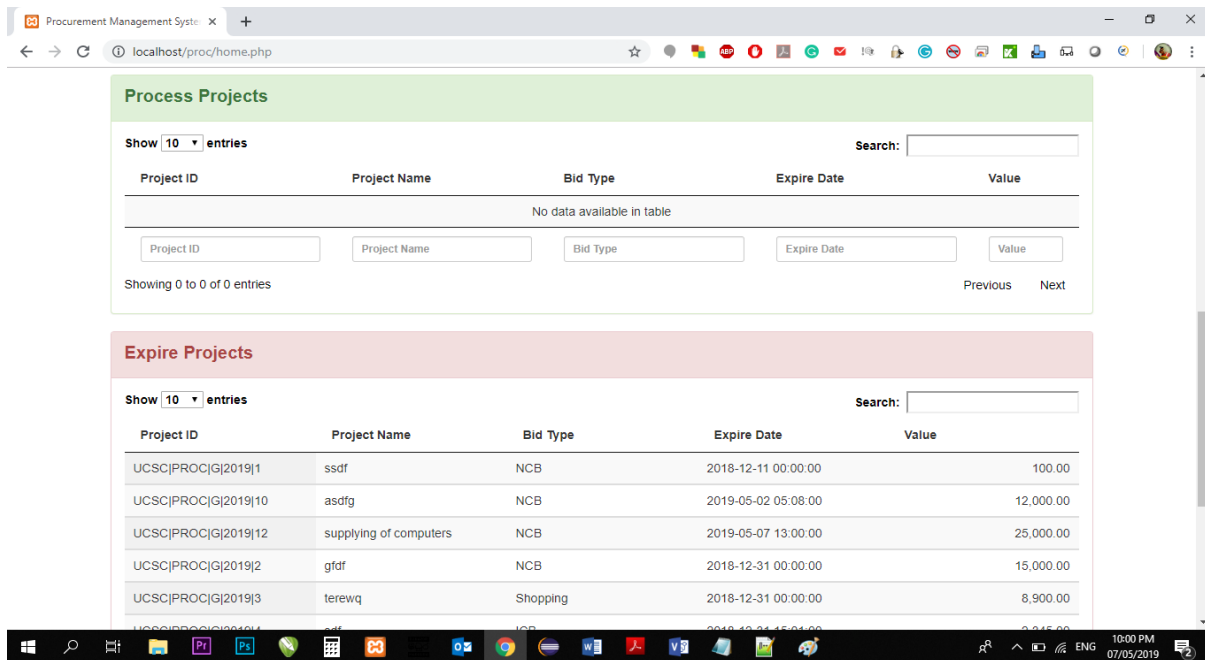 Procurement Management Syste
localhost/proc/home.php
ABP
Process Projects
Show 10 entries
Search:
Project ID Project Name Bid Type Expire Date Value
No data available in table
Project ID Project Name Bid Type Expire Date Value
Showing 0 to 0 of 0 entries
Previous Next
Expire Projects
Show 10 entries
Search:
Project ID Project Name Bid Type Expire Date Value
UCSC|PROC|G|2019|1 ssdf NCB 2018-12-11 00:00:00 100.00
UCSC|PROC|G|2019|10 asdfg NCB 2019-05-02 05:08:00 12,000.00
UCSC|PROC|G|2019|12 supplying of computers NCB 2019-05-07 13:00:00 25,000.00
UCSC|PROC|G|2019|2 gfdf NCB 2018-12-31 00:00:00 15,000.00
UCSC|PROC|G|2019|3 terewq Shopping 2018-12-31 00:00:00 8,900.00
Pr Ps
ENG
10:00 PM
07/05/2019
2